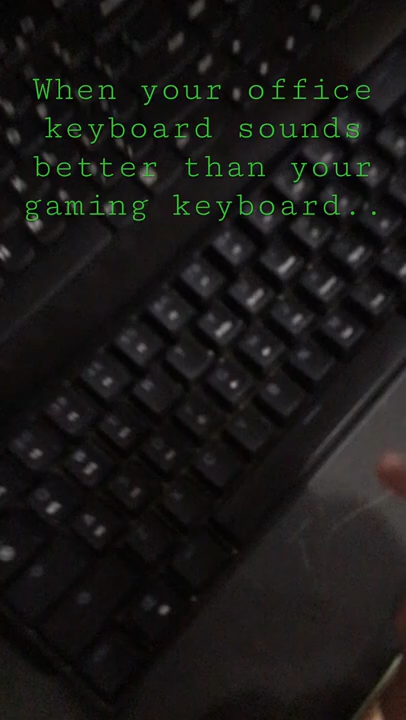 When your office
keyboard sounds
better than your
gaming keyboard..